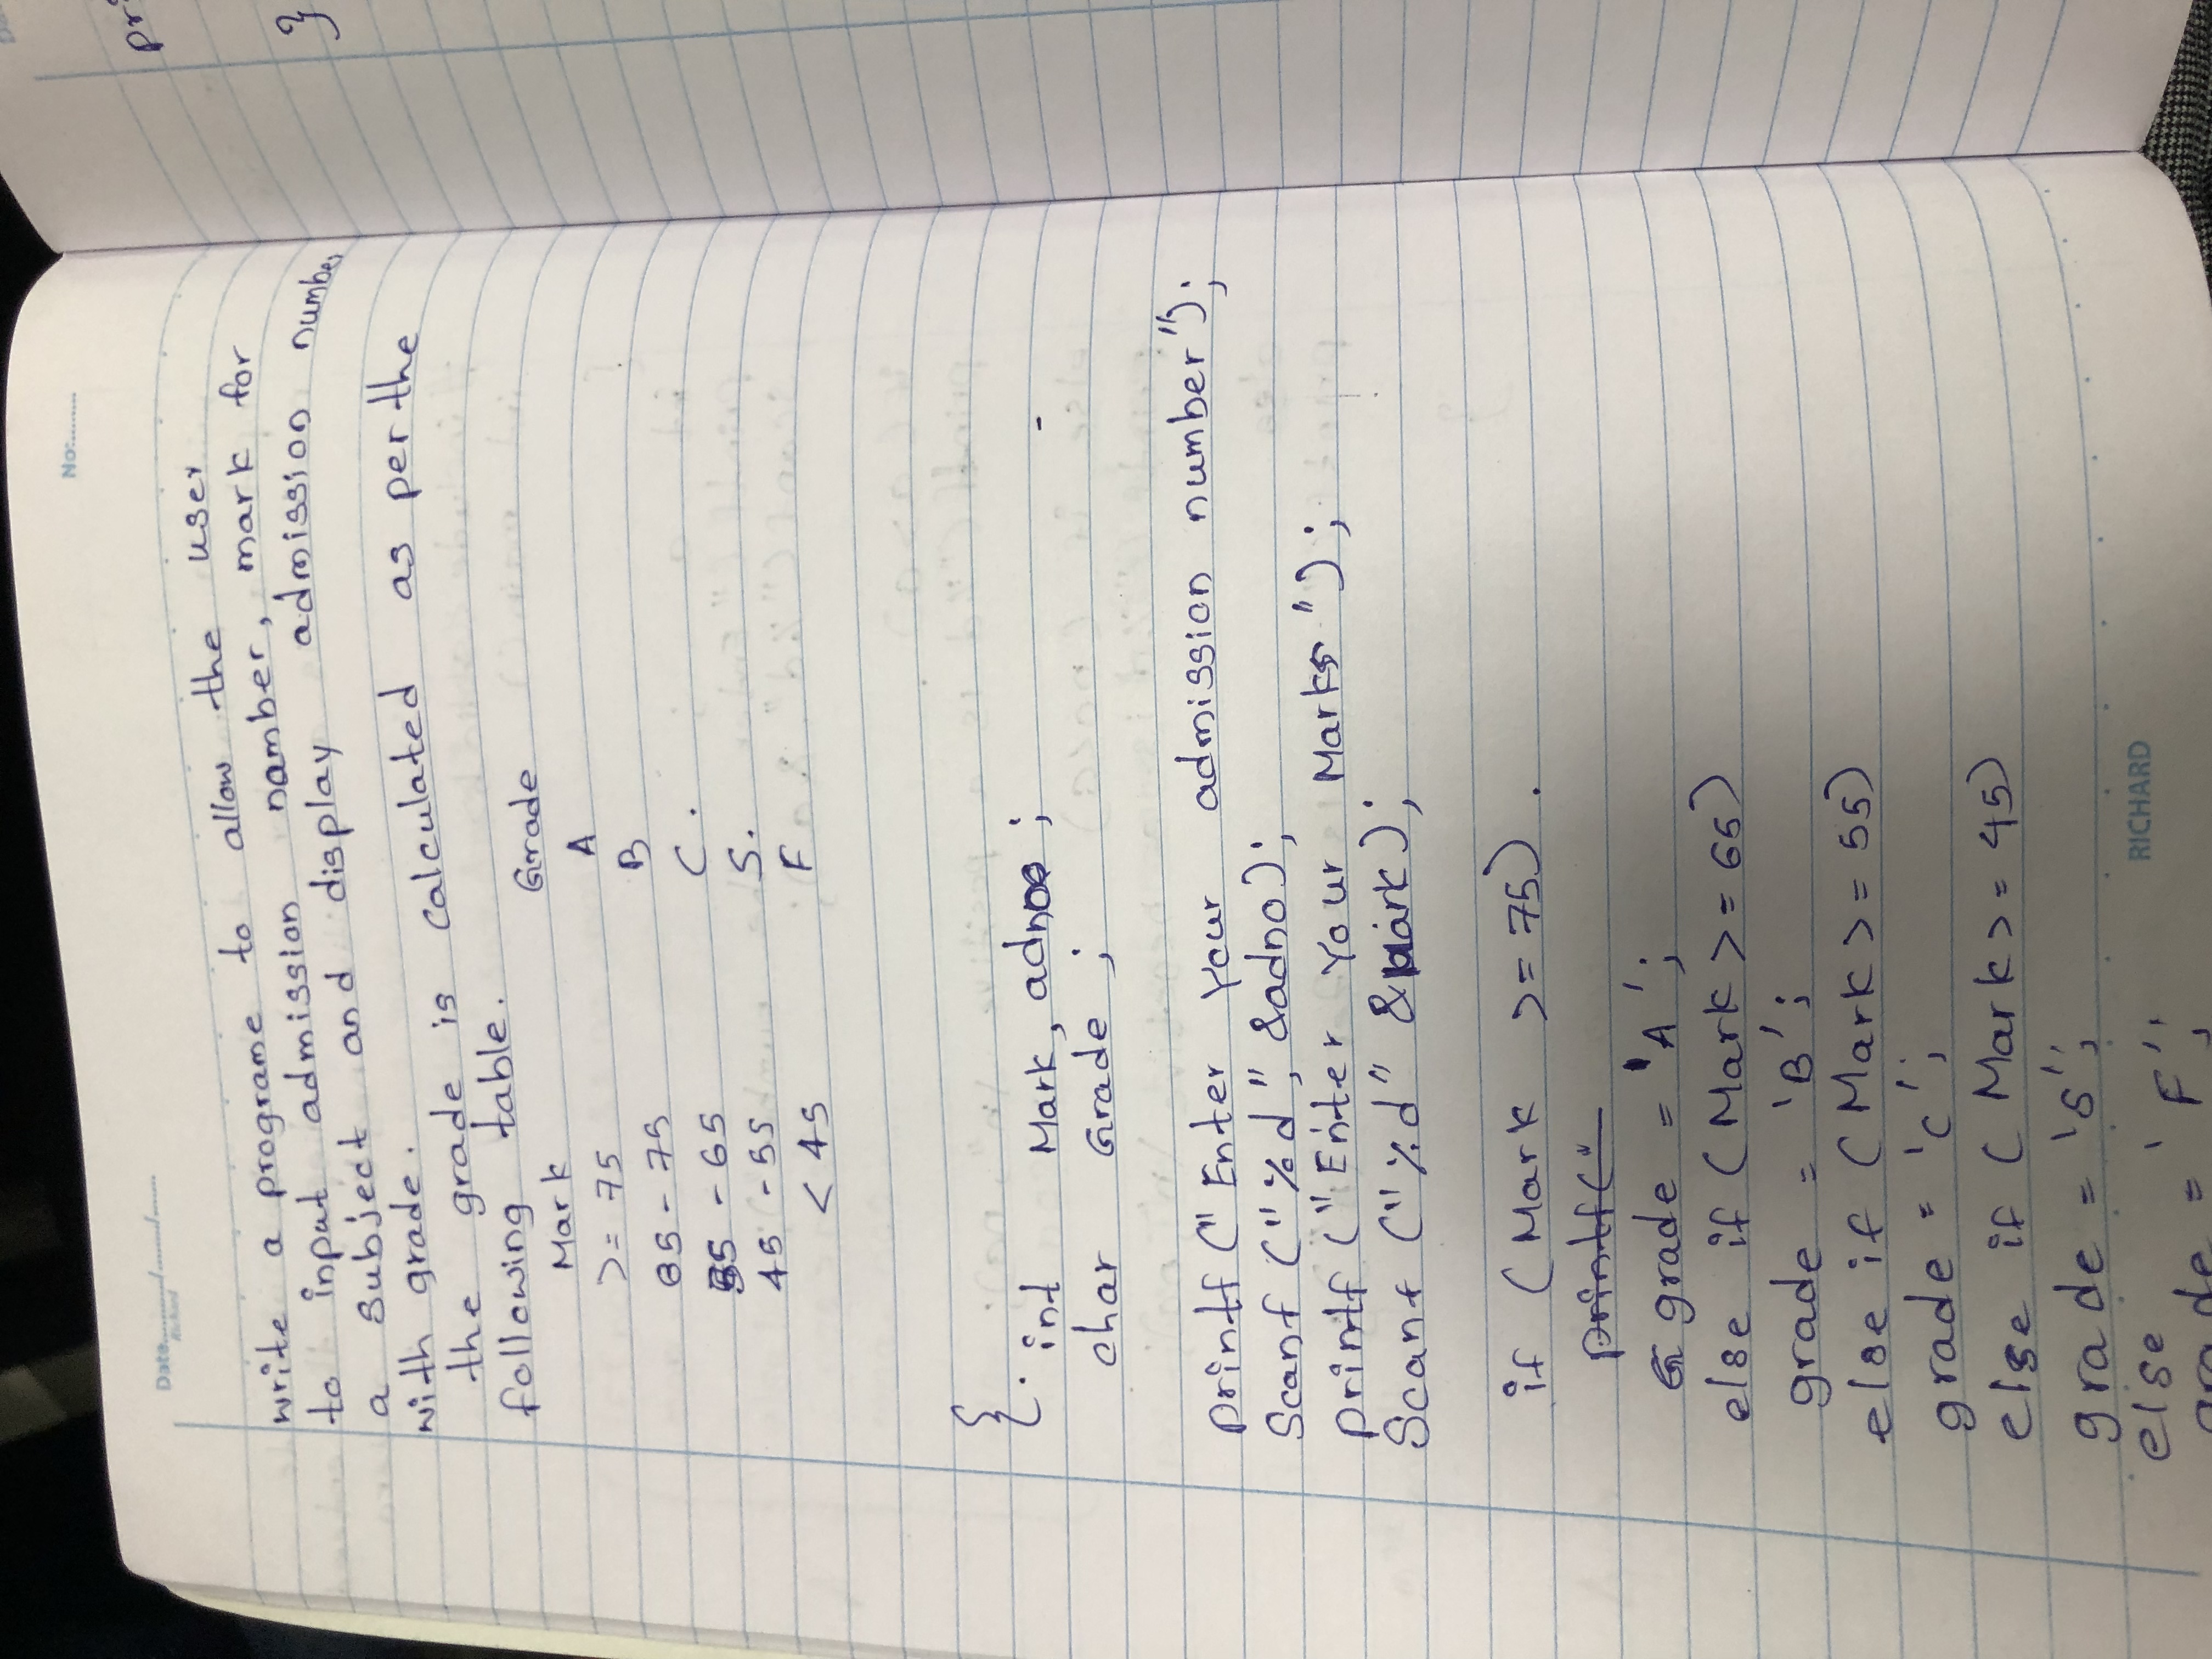 No:.........
Date.........../......../.......
Richard
write a programe to allow the user
to input admission namber, mark for
a subject and display admission number
with grade.
the grade is calculated as per the
following table.
Mark Grade
>= 75 A
65 - 75 B
55 - 65 C.
45 - 55 S.
< 45 F
{.
int Mark, adno;
char Grade ;
printf (" Enter Your admission number");
Scanf ("%d", &adno);
printf ("Enter Your Marks");
Scanf ("%d" &Mark);
if (Mark >= 75).
printf("
grade = 'A';
else if (Mark >= 65)
grade = 'B';
else if (Mark >= 55)
grade = 'c';
else if (Mark >= 45)
grade = 's';
else
grade = 'F';
RICHARD
pri
}